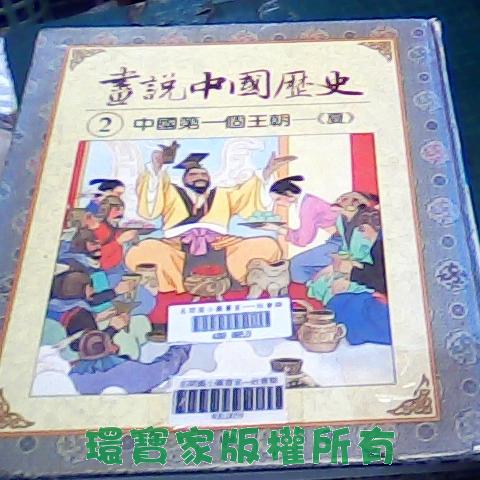 畫說中國歷史
2 中國第一個王朝—《夏》
環寶家版權所有